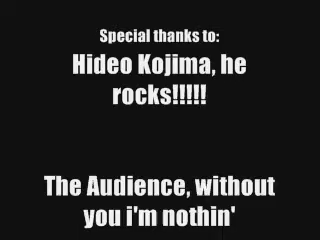 Special thanks to:
Hideo Kojima, he
rocks!!!!!
The Audience, without
you i'm nothin'